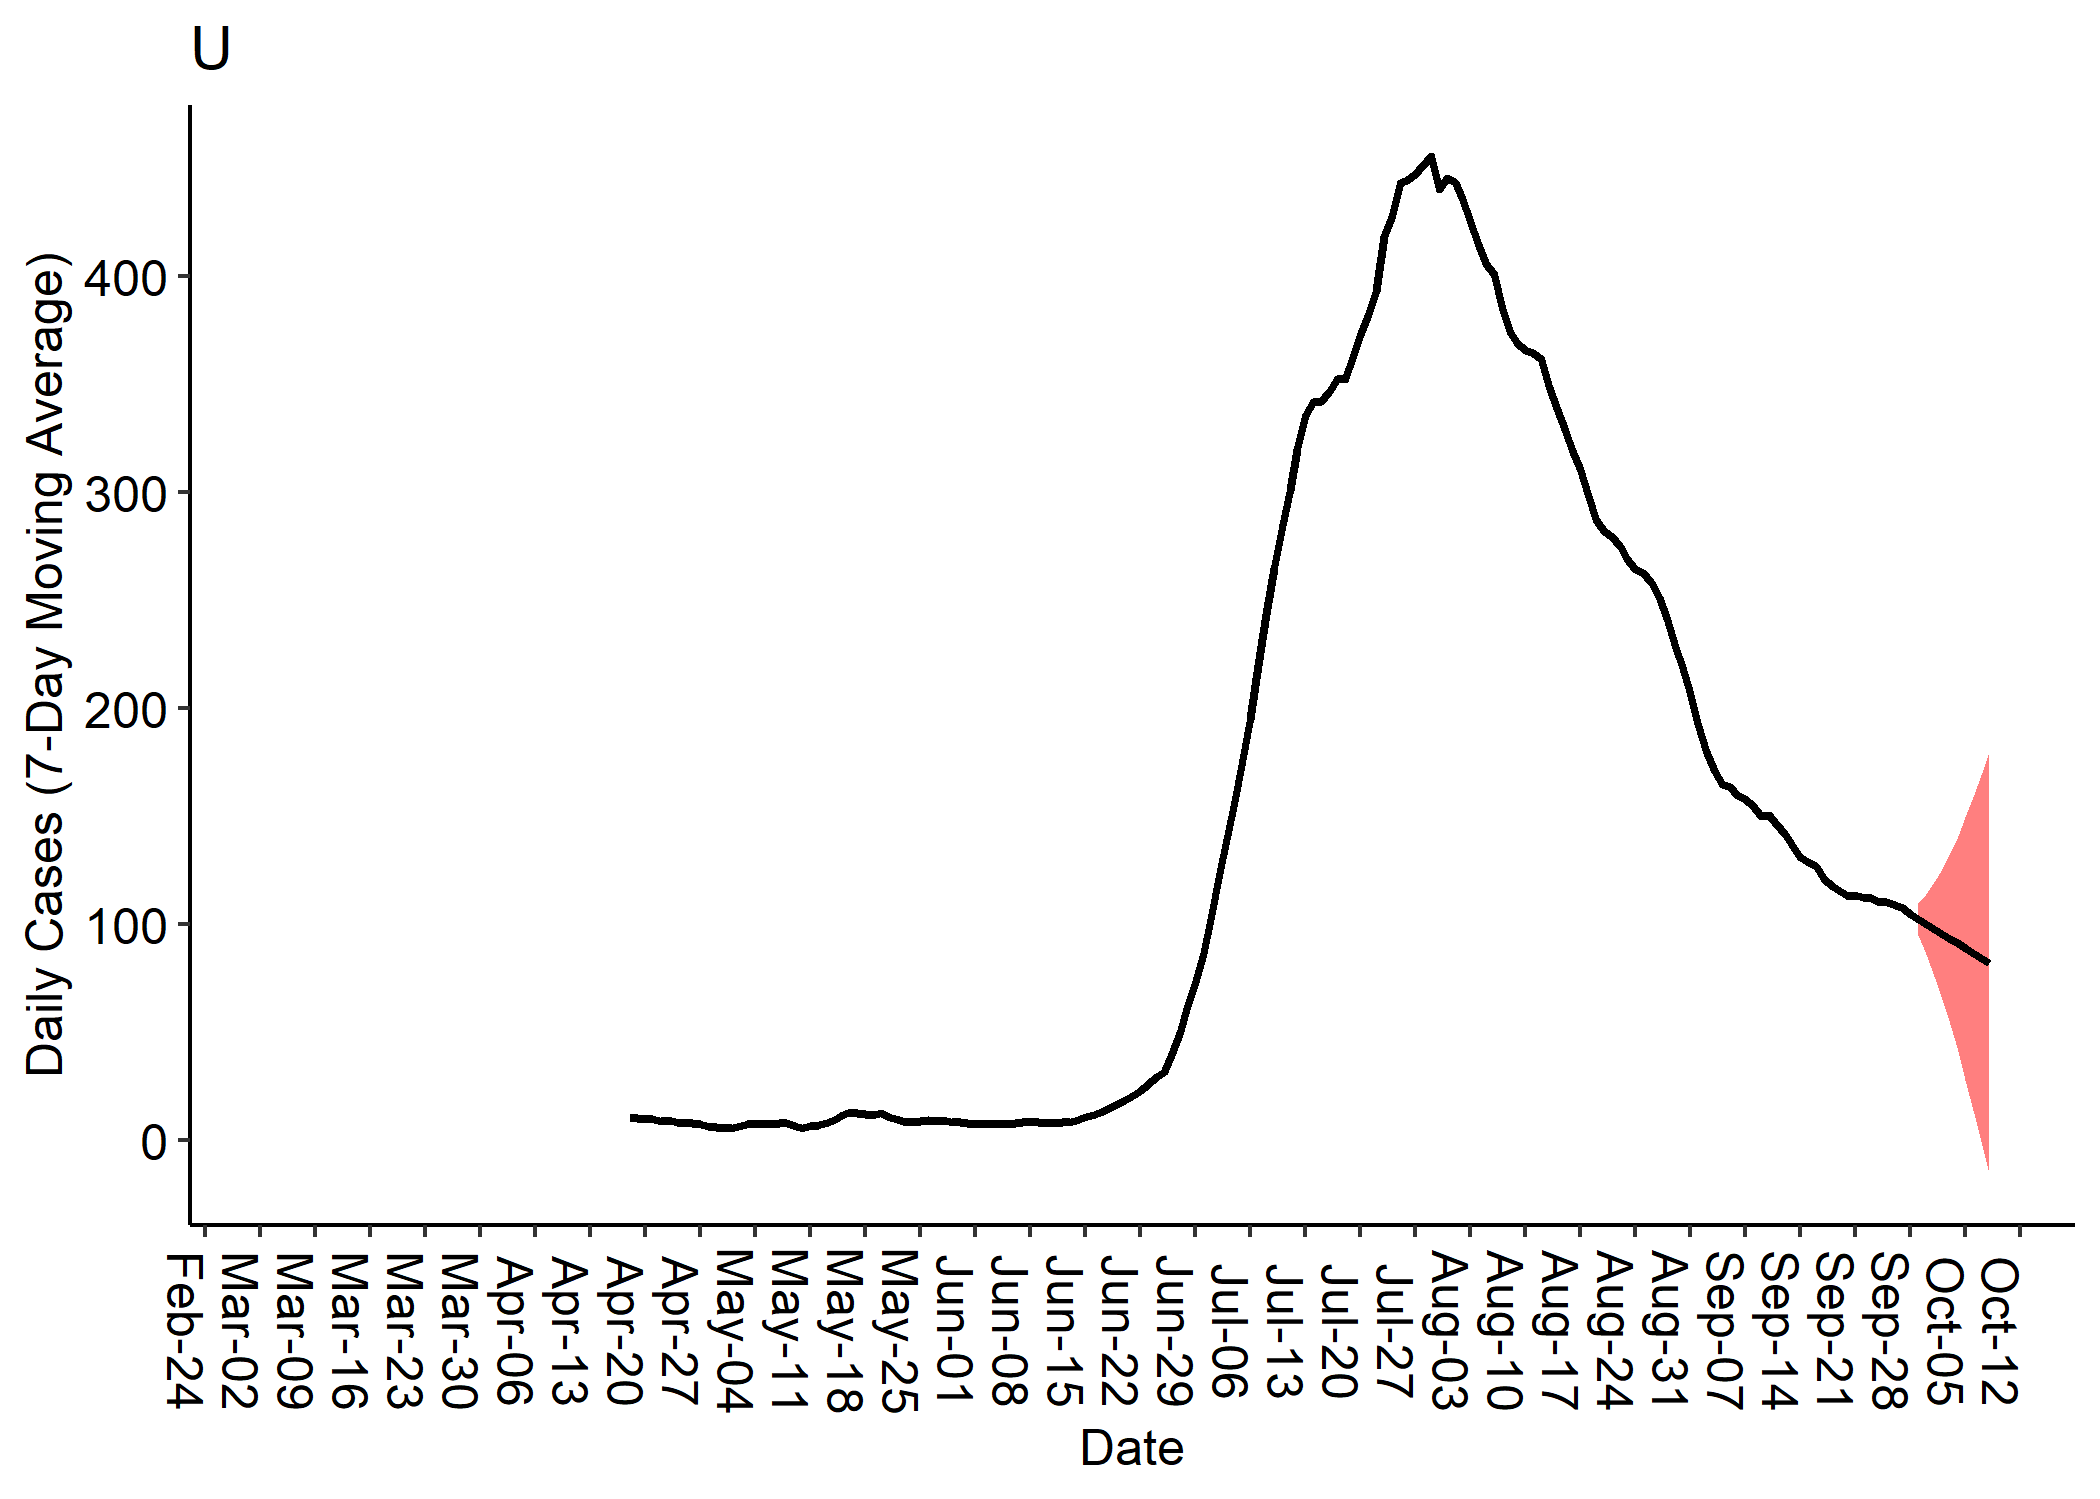 U
Daily Cases (7-Day Moving Average)
400
300
200
100
0
Feb-24
Mar-02
Mar-09
Mar-16
Mar-23
Mar-30
Apr-06
Apr-13
Apr-20
Apr-27
May-04
May-11
May-18
May-25
Jun-01
Jun-08
Jun-15
Jun-22
Jun-29
Jul-06
Jul-13
Jul-20
Jul-27
Aug-03
Aug-10
Aug-17
Aug-24
Aug-31
Sep-07
Sep-14
Sep-21
Sep-28
Oct-05
Oct-12
Date